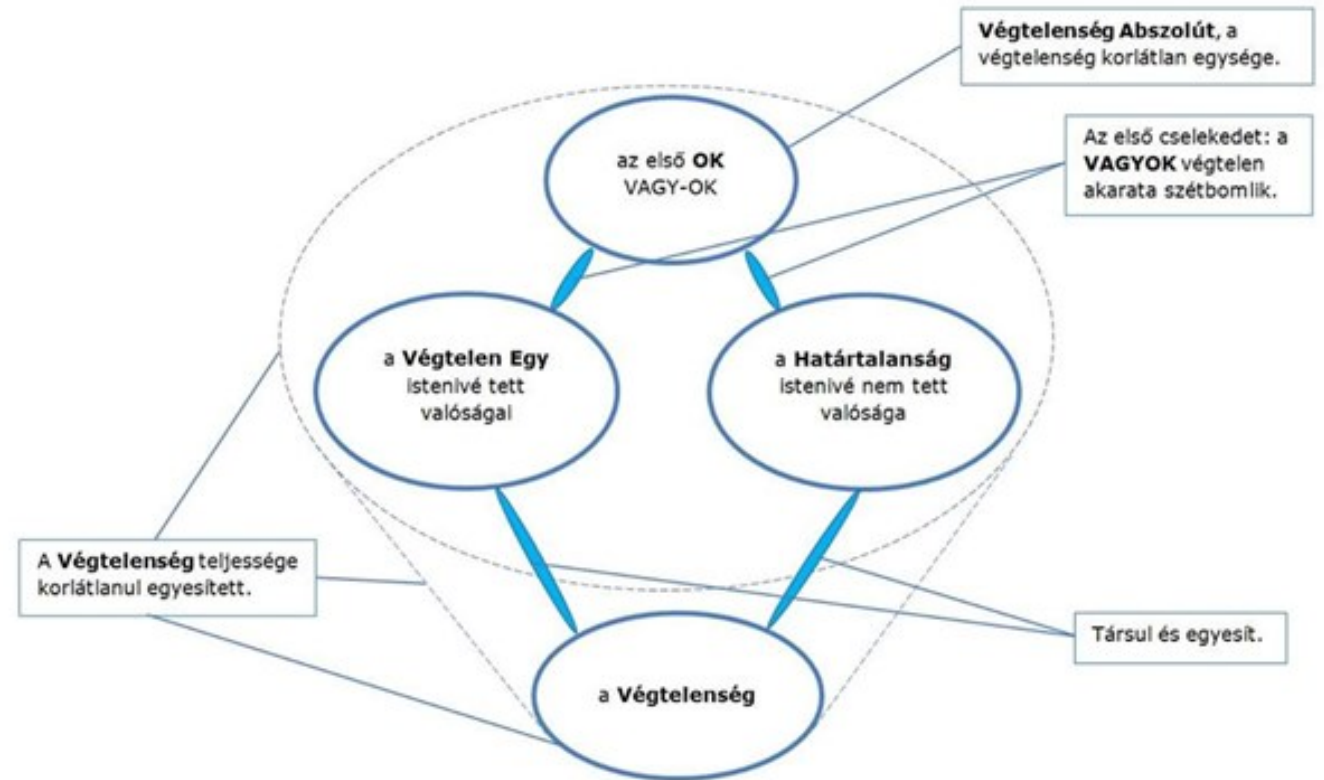 Végtelenség Abszolút, a
végtelenség korlátlan egysége.
Az első cselekedet: a
VAGYOK végtelen
akarata szétbomlik.
az első OK
VAGY-OK
a Végtelen Egy
istenivé tett
valóságai
a Határtalanság
istenivé nem tett
valósága
A Végtelenség teljessége
korlátlanul egyesített.
Társul és egyesít.
a Végtelenség